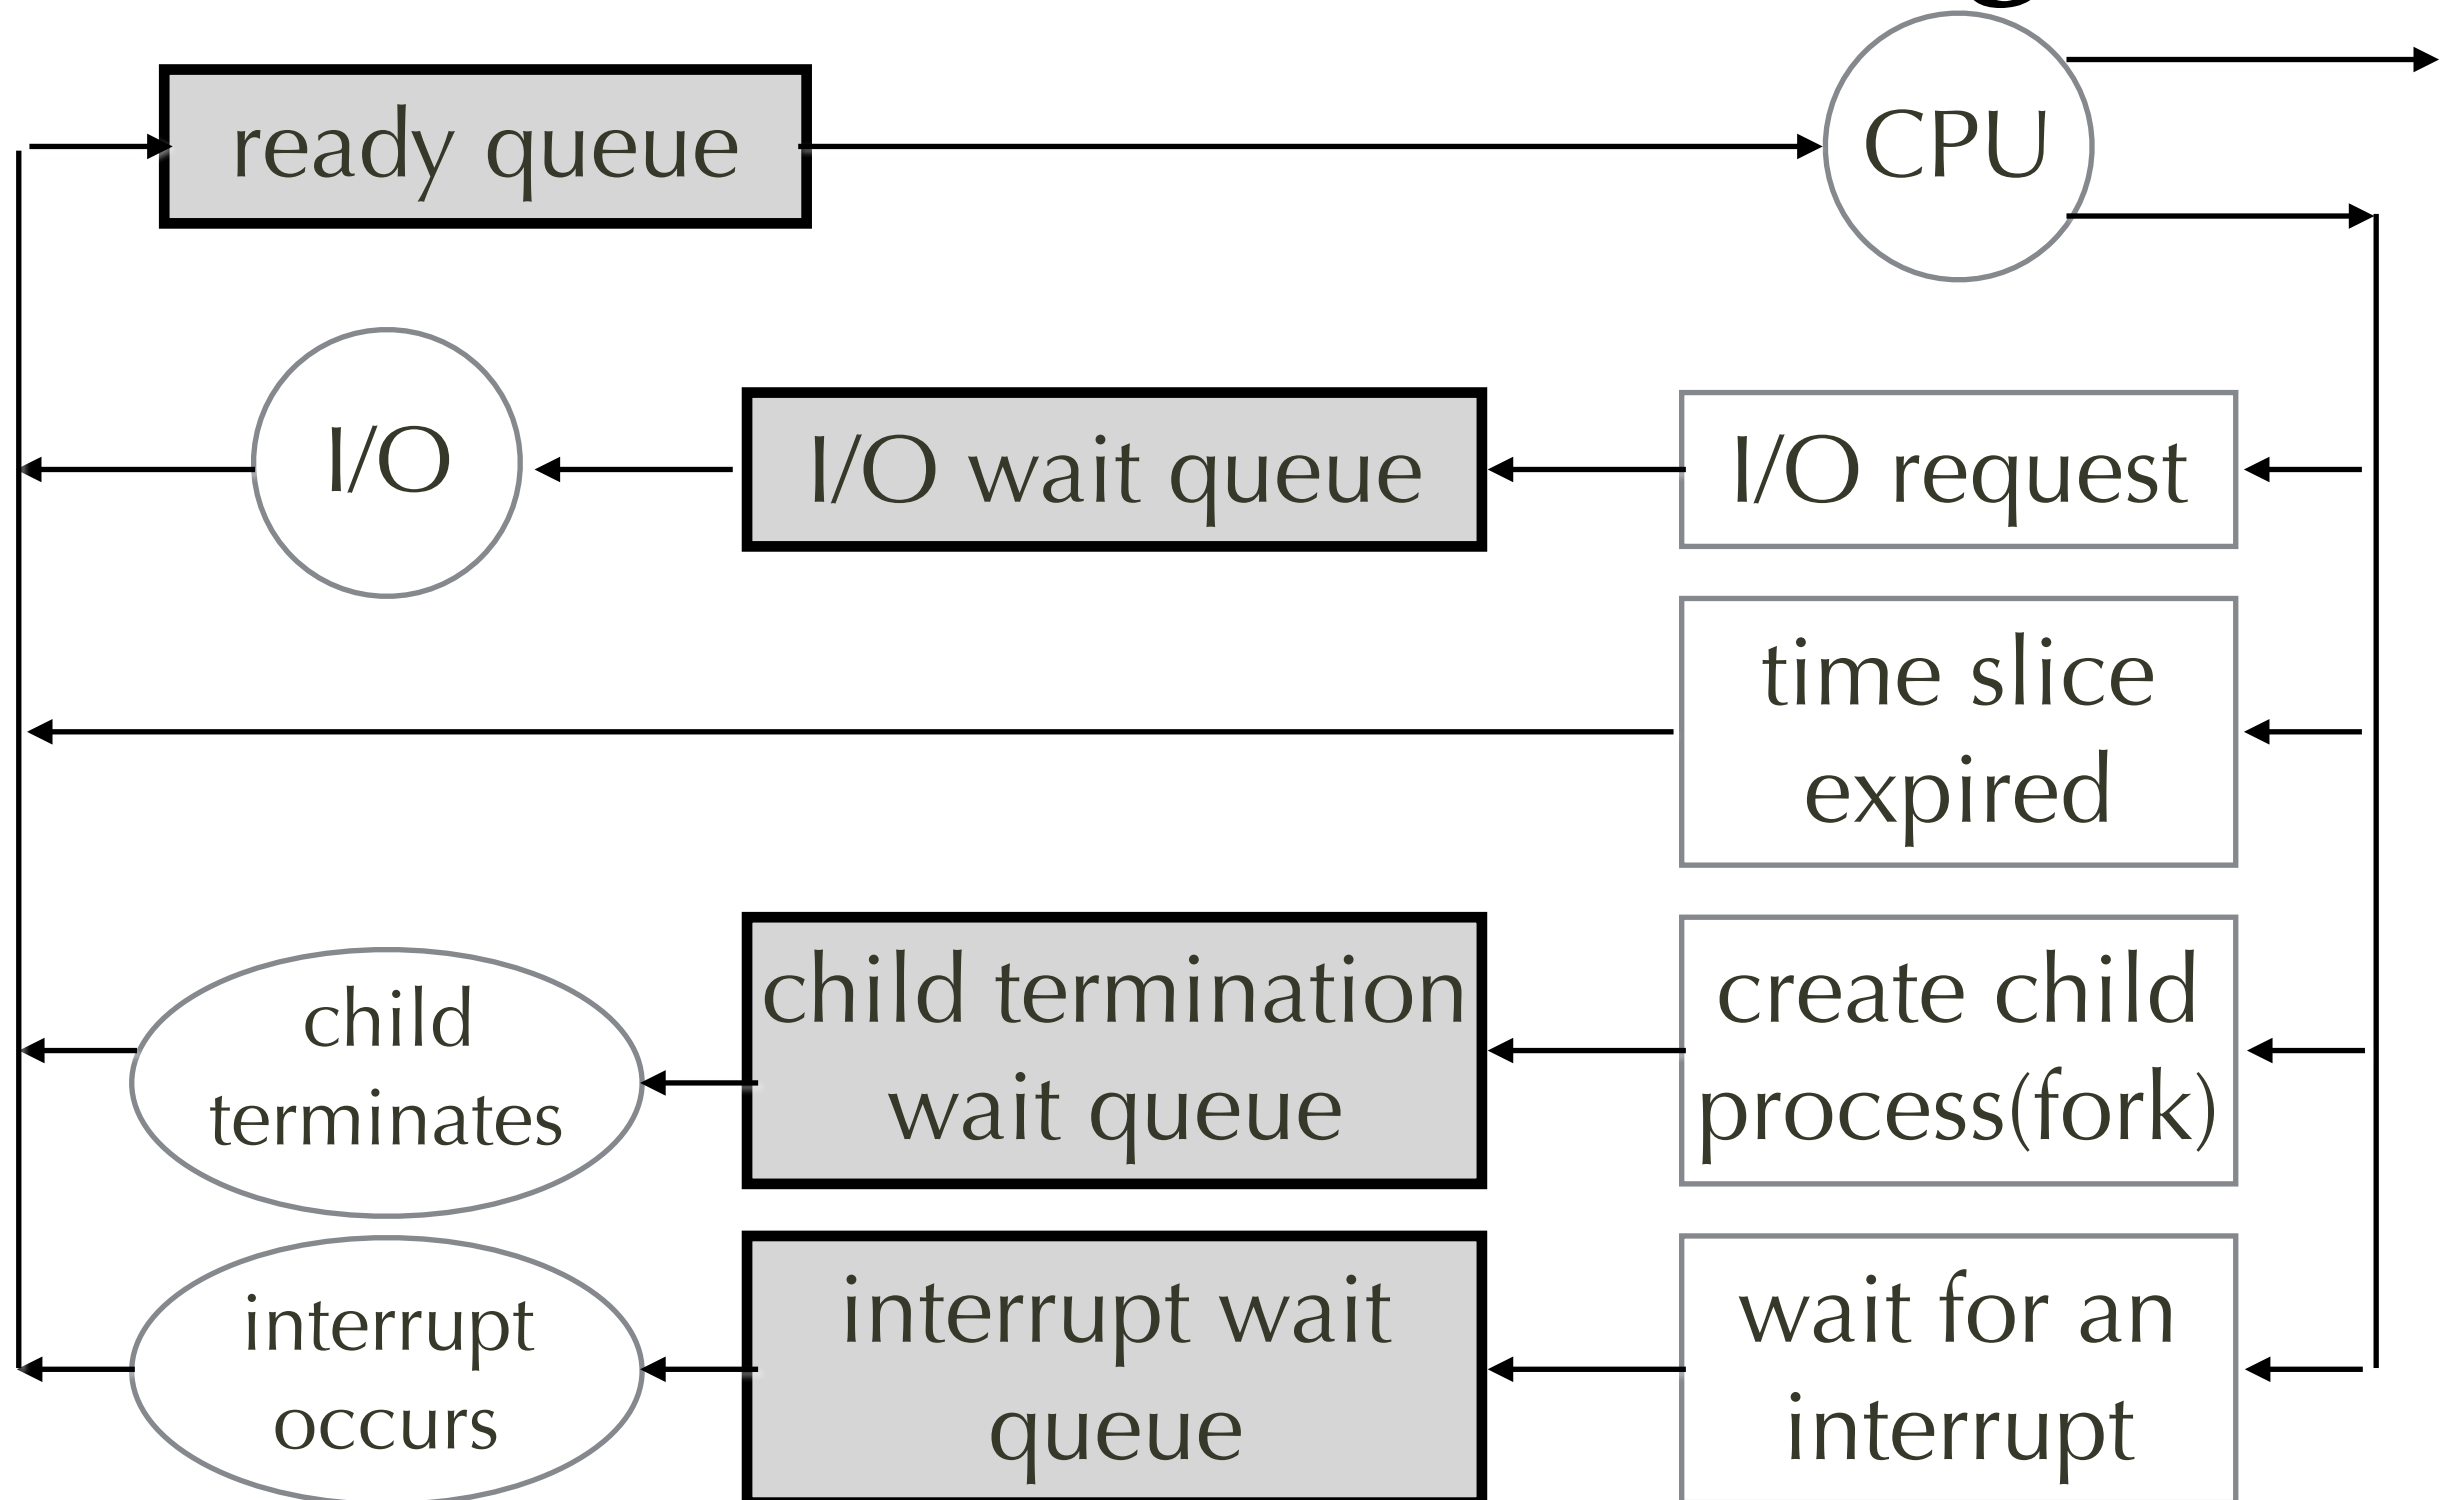 ready queue
CPU
I/O
I/O wait queue
I/O request
time slice
expired
child
terminates
child termination
wait queue
create child
process(fork)
interrupt
occurs
interrupt wait
queue
wait for an
interrupt